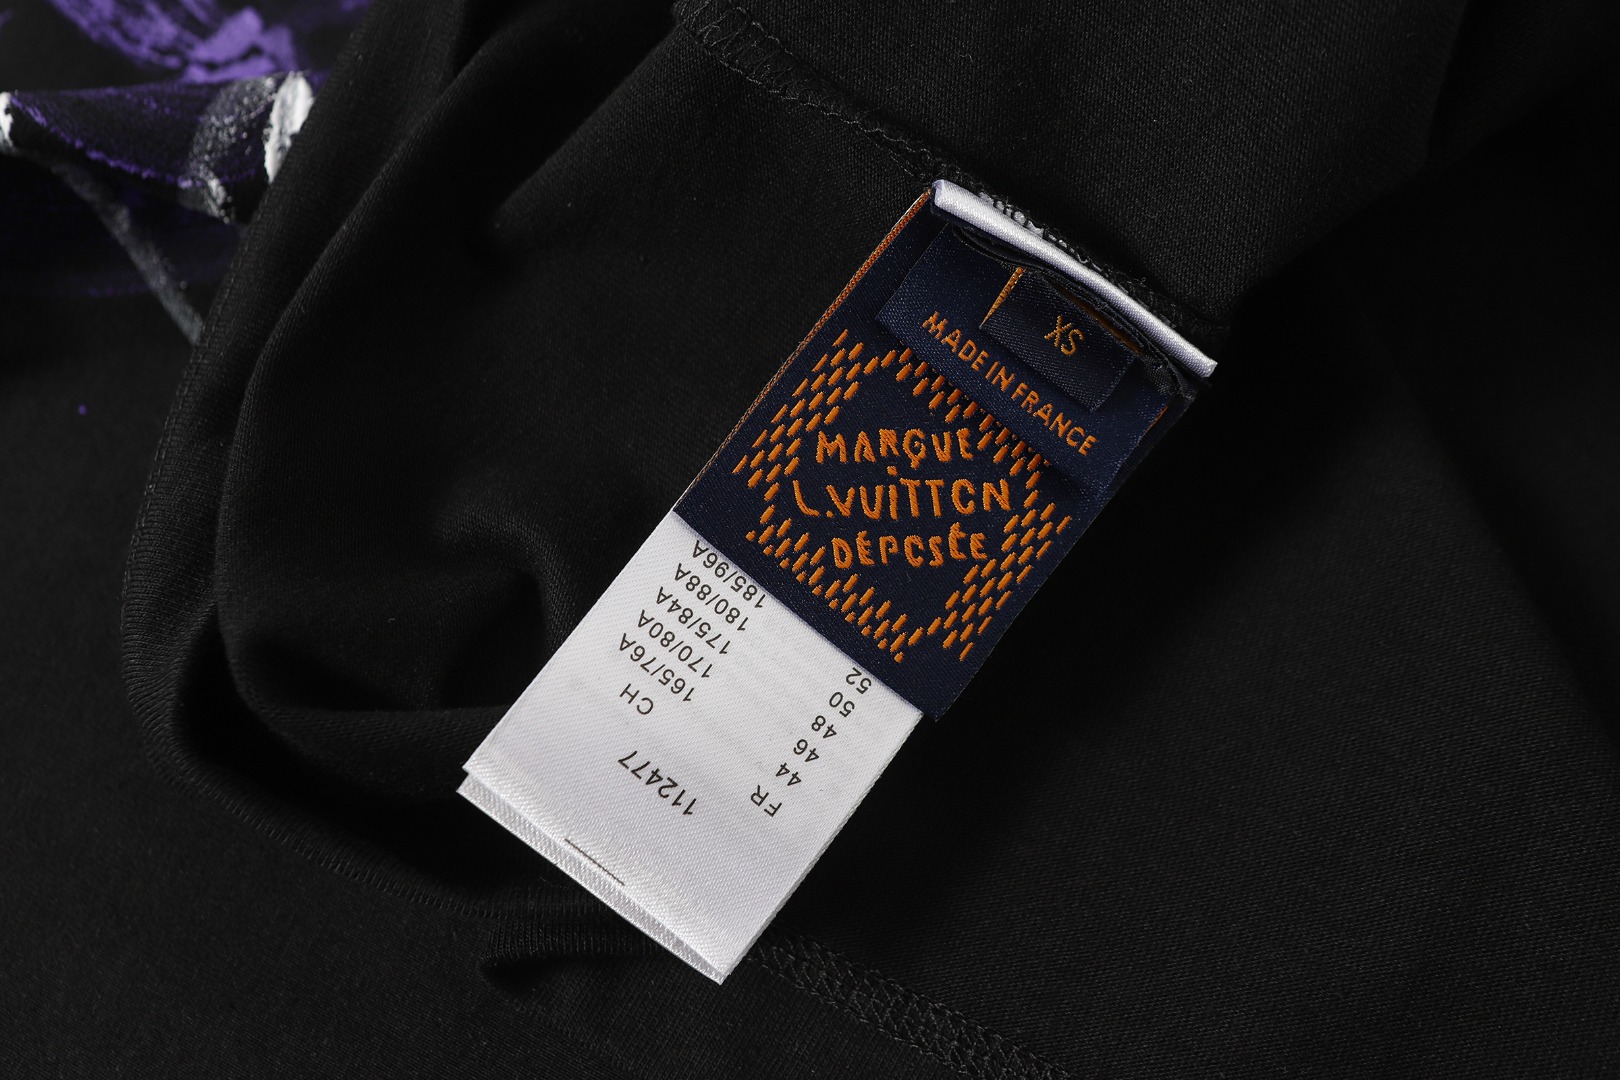 XS
MADE IN FRANCE
MARQUE
L.VUITTON
DÉPOSÉE
112477
FR CH
44 165/76A
46 170/80A
48 175/84A
50 180/88A
52 185/96A